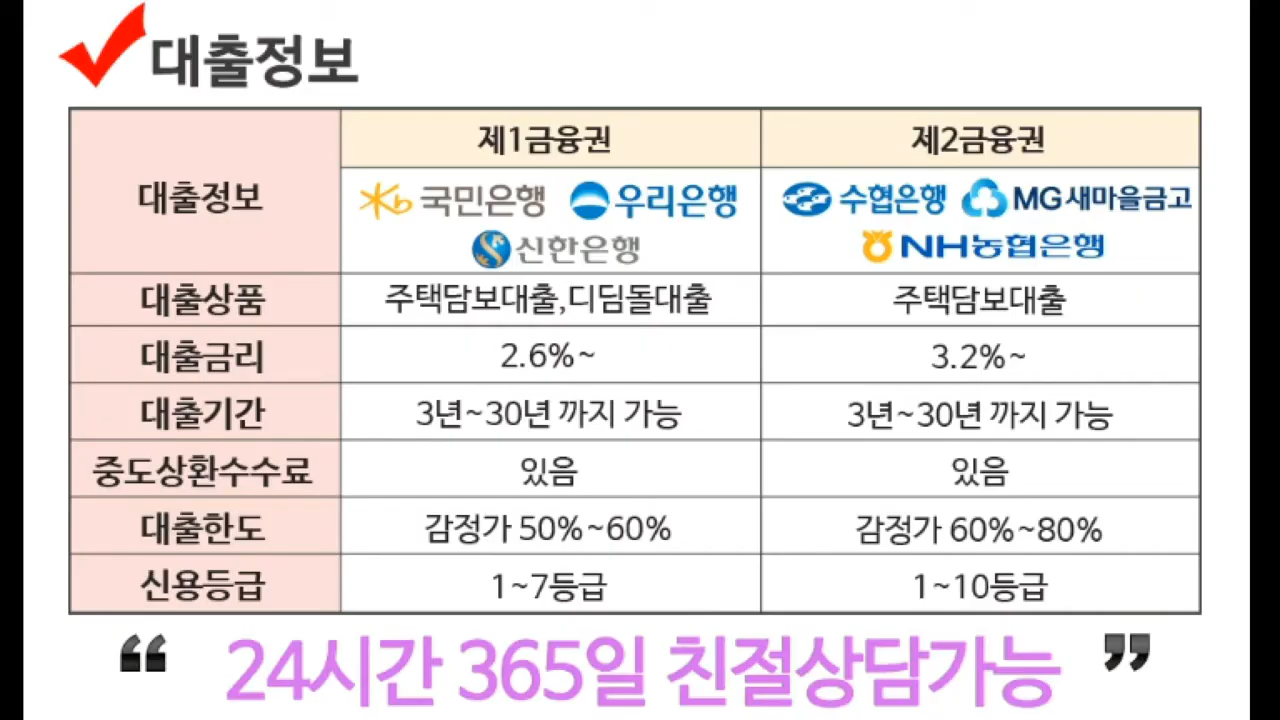 대출정보
대출정보 제1금융권 제2금융권
국민은행 우리은행 수협은행 MG새마을금고
신한은행 NH농협은행
대출상품 주택담보대출,디딤돌대출 주택담보대출
대출금리 2.6%~ 3.2%~
대출기간 3년~30년 까지 가능 3년~30년 까지 가능
중도상환수수료 있음 있음
대출한도 감정가 50%~60% 감정가 60%~80%
신용등급 1~7등급 1~10등급
❝ 24시간 365일 친절상담가능 ❞